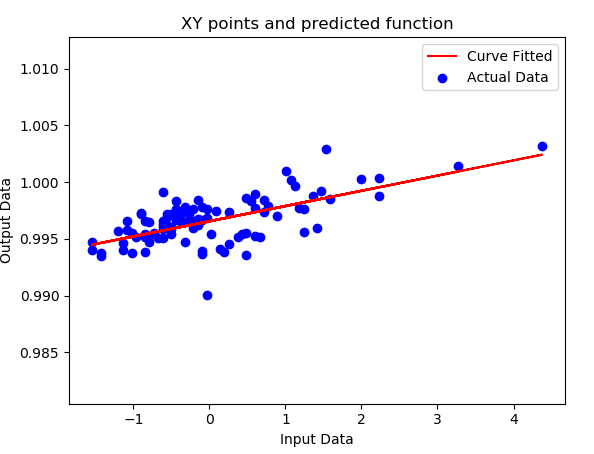 XY points and predicted function
Curve Fitted
Actual Data
1.010
1.005
1.000
0.995
0.990
0.985
Output Data
−1
0
1
2
3
4
Input Data